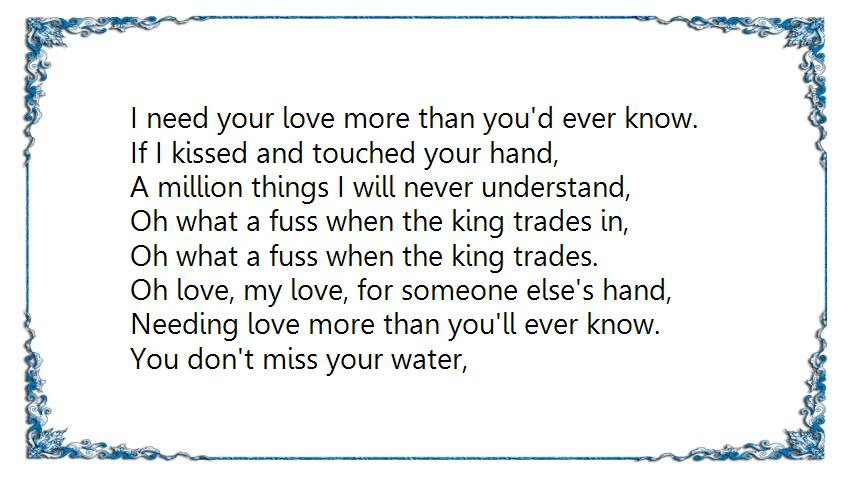 I need your love more than you'd ever know.
If I kissed and touched your hand,
A million things I will never understand,
Oh what a fuss when the king trades in,
Oh what a fuss when the king trades.
Oh love, my love, for someone else's hand,
Needing love more than you'll ever know.
You don't miss your water,